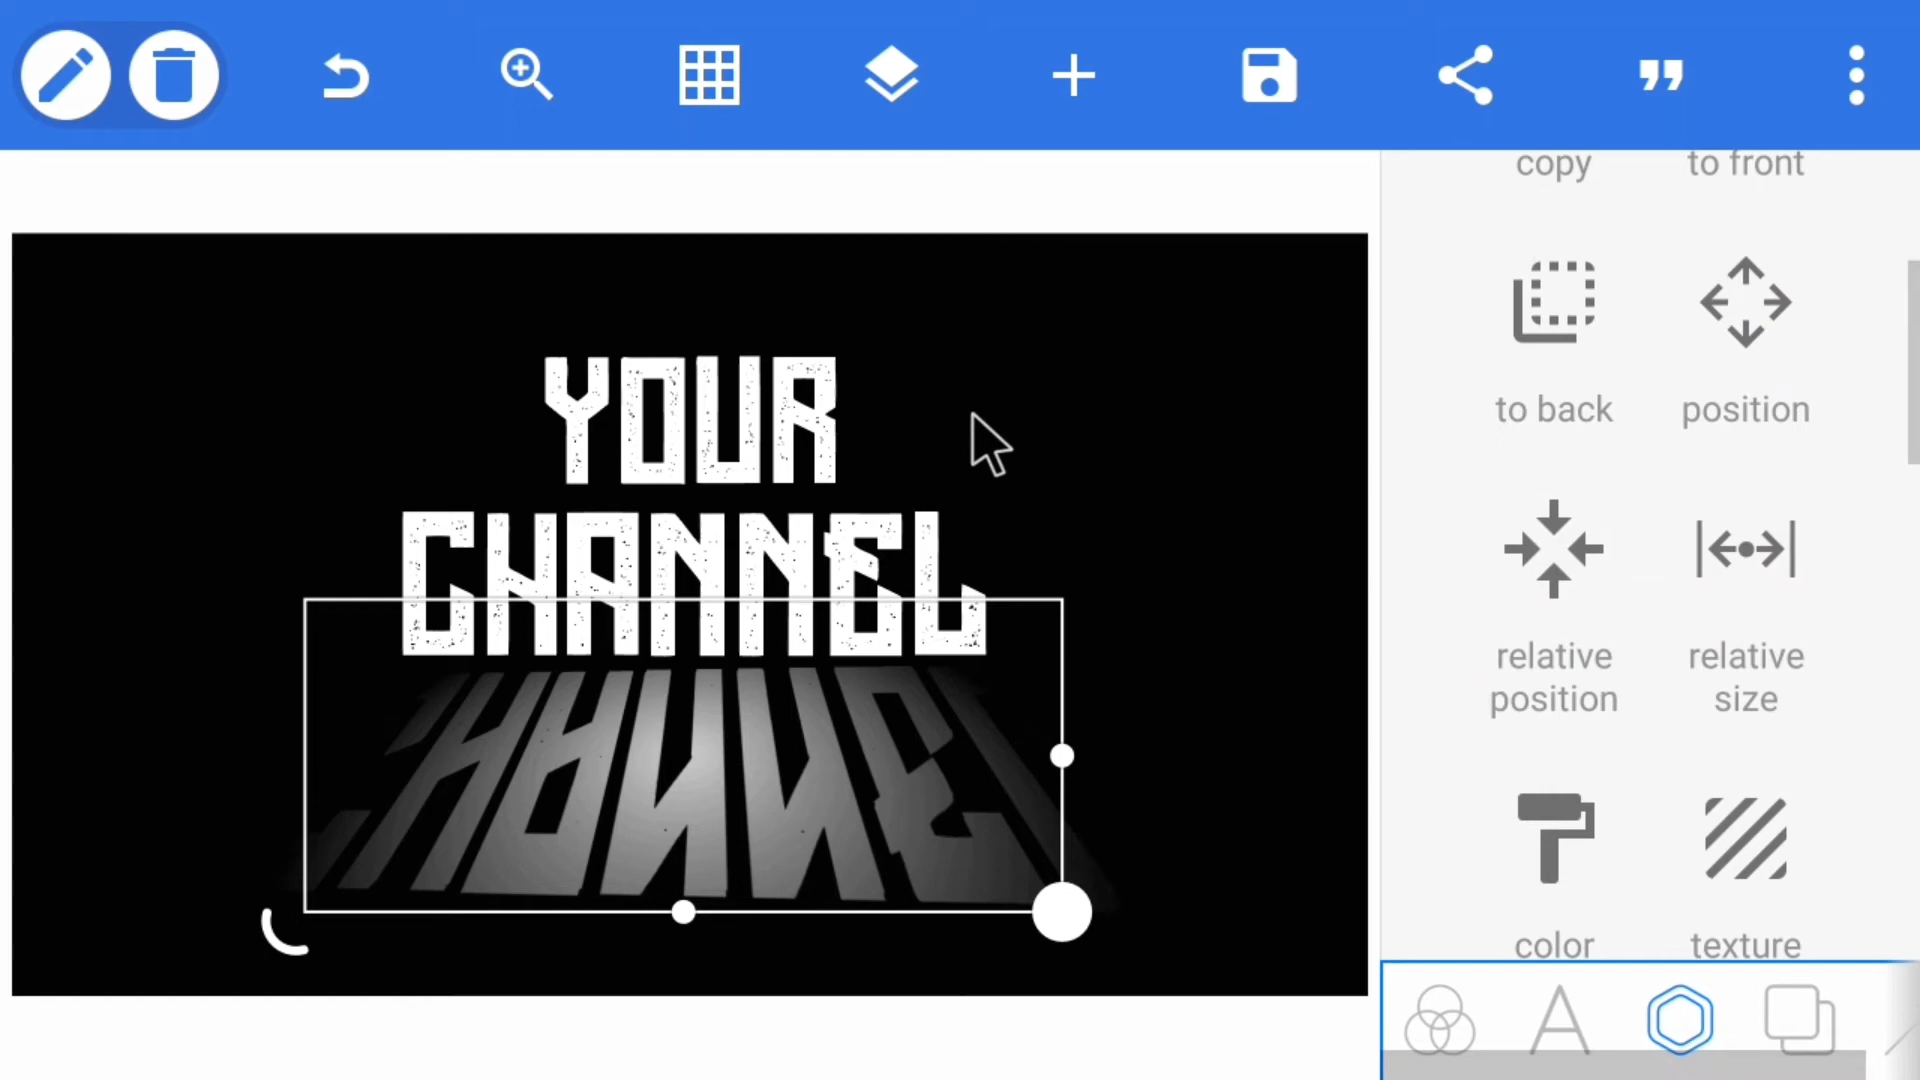 copy to front
YOUR
to back position
CHANNEL
relative position relative size
color texture